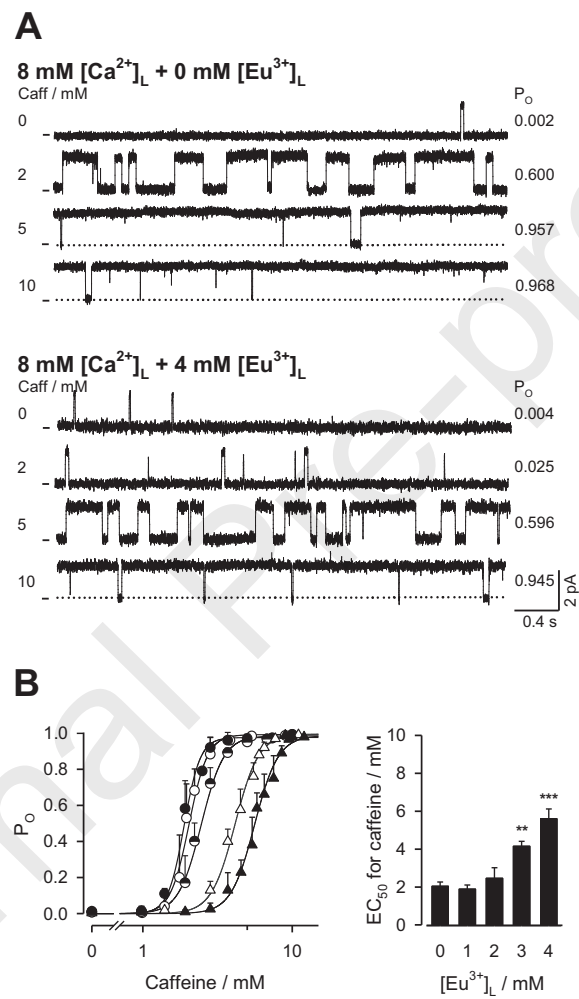 A
8 mM [Ca²⁺]L + 0 mM [Eu³⁺]L
Caff / mM
PO
0
0.002
2
0.600
5
0.957
10
0.968
8 mM [Ca²⁺]L + 4 mM [Eu³⁺]L
Caff / mM
PO
0
0.004
2
0.025
5
0.596
10
0.945
2 pA
0.4 s
B
1.0
0.8
0.6
0.4
0.2
0.0
PO
0 1 10
Caffeine / mM
10
8
6
4
2
0
EC50 for caffeine / mM
**
***
0 1 2 3 4
[Eu³⁺]L / mM
nal Pre-pr